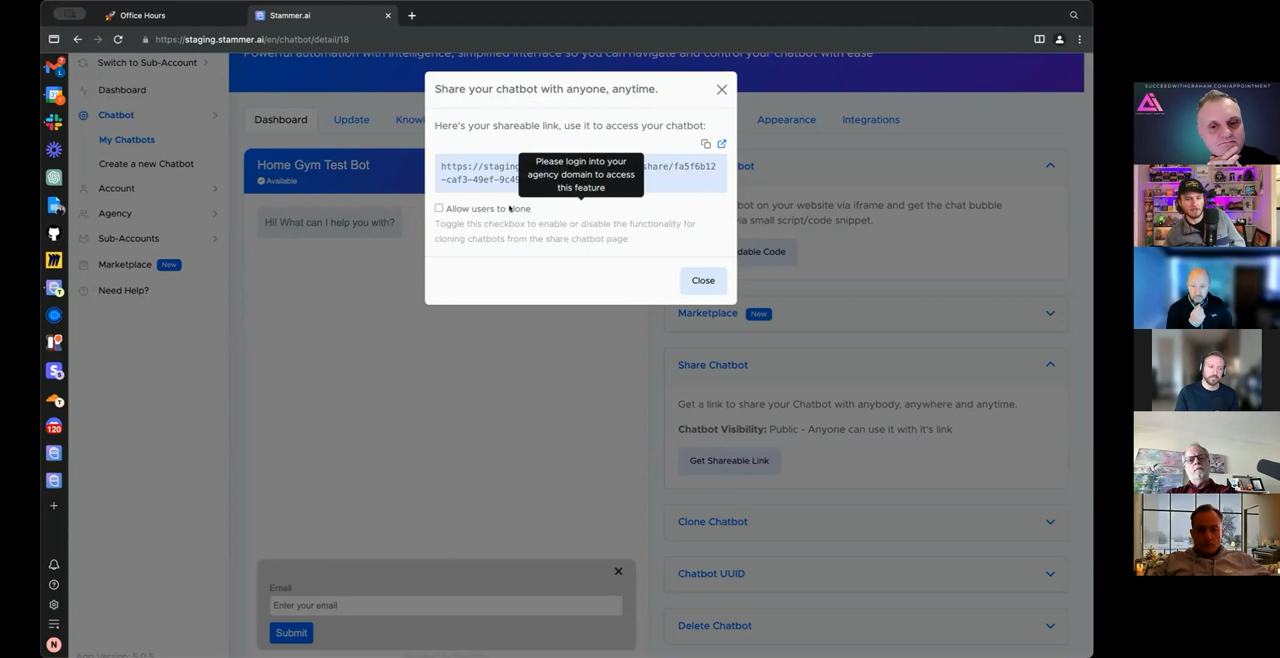 Office Hours
Stammer.ai
https://staging.stammer.ai/en/chatbot/detail/18
Switch to Sub-Account
Dashboard
Chatbot
My Chatbots
Create a new Chatbot
Account
Agency
Sub-Accounts
Marketplace New
Need Help?
120
N
Powerful automation with intelligence, simplified interface so you can navigate and control your chatbot with ease
Dashboard
Update
Appearance
Integrations
Home Gym Test Bot
Available
Hi! What can I help you with?
Email
Enter your email
Submit
Share your chatbot with anyone, anytime.
Here's your shareable link, use it to access your chatbot:
share/fa5f6b12
Please login into your
agency domain to access
this feature
Allow users to clone
Toggle this checkbox to enable or disable the functionality for
cloning chatbots from the share chatbot page
Close
bot on your website via iframe and get the chat bubble
via small script/code snippet.
dable Code
Marketplace New
Share Chatbot
Get a link to share your Chatbot with anybody, anywhere and anytime.
Chatbot Visibility: Public - Anyone can use it with it's link
Get Shareable Link
Clone Chatbot
Chatbot UUID
Delete Chatbot
SUCCEEDWITHGRAHAM.COM/APPOINTMENT